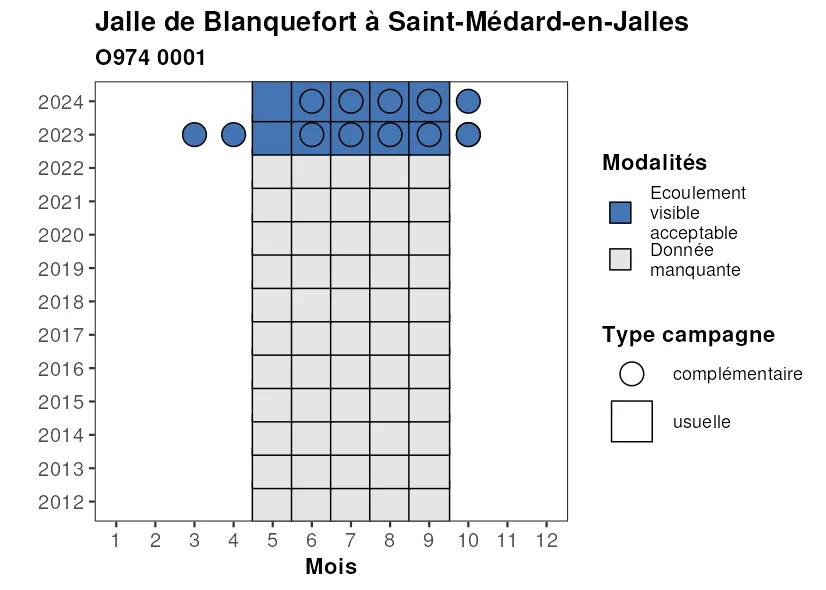 Jalle de Blanquefort à Saint-Médard-en-Jalles
O974 0001
2024
2023
2022
2021
2020
2019
2018
2017
2016
2015
2014
2013
2012
1 2 3 4 5 6 7 8 9 10 11 12
Mois
Modalités
Ecoulement
visible
acceptable
Donnée
manquante
Type campagne
complémentaire
usuelle